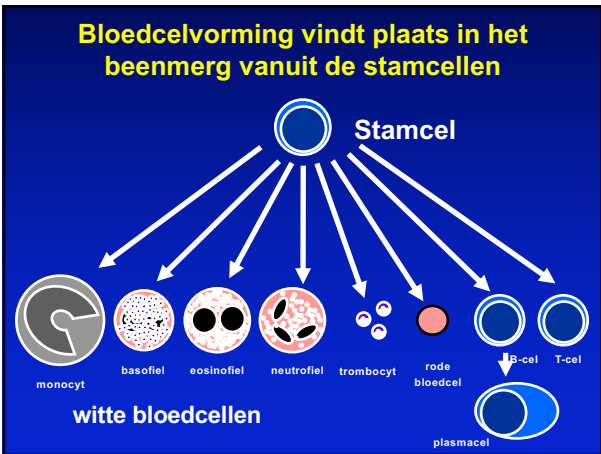 Bloedcelvorming vindt plaats in het
beenmerg vanuit de stamcellen
Stamcel
monocyt
basofiel
eosinofiel
neutrofiel
trombocyt
rode
bloedcel
B-cel
T-cel
witte bloedcellen
plasmacel